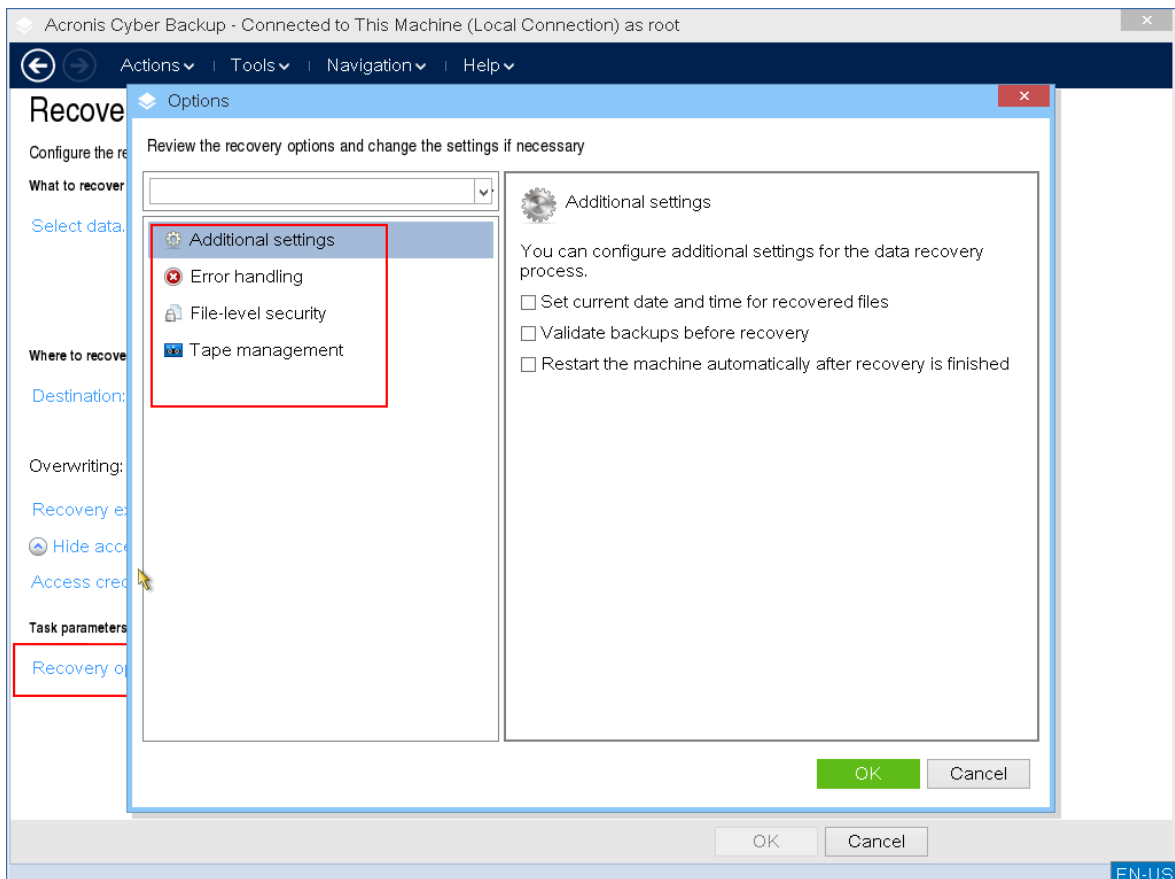 Acronis Cyber Backup - Connected to This Machine (Local Connection) as root
Actions Tools Navigation Help
Recove
Configure the re
What to recover
Select data.
Where to recove
Destination:
Overwriting:
Recovery e
Hide acce
Access cred
Task parameters
Recovery op
Options
Review the recovery options and change the settings if necessary
Additional settings
Error handling
File-level security
Tape management
Additional settings
You can configure additional settings for the data recovery
process.
Set current date and time for recovered files
Validate backups before recovery
Restart the machine automatically after recovery is finished
OK Cancel
OK Cancel
EN-US